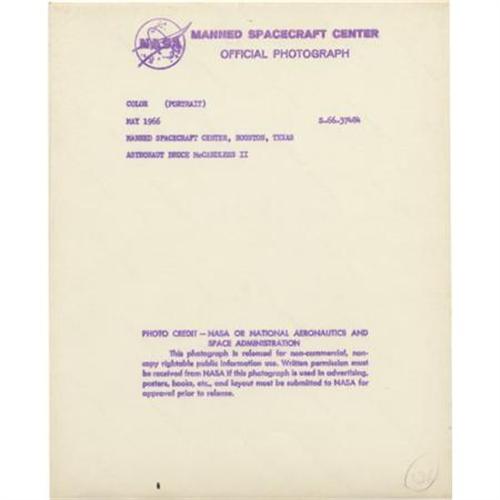 NASA
MANNED SPACECRAFT CENTER
OFFICIAL PHOTOGRAPH
COLOR (PORTRAIT)
MAY 1966 S-66-37484
MANNED SPACECRAFT CENTER, HOUSTON, TEXAS
ASTRONAUT BRUCE McCANDLESS II
PHOTO CREDIT—NASA OR NATIONAL AERONAUTICS AND
SPACE ADMINISTRATION
This photograph is released for non-commercial, non-
copy rightable public information use. Written permission must
be received from NASA if this photograph is used in advertising,
posters, books, etc., and layout must be submitted to NASA for
approval prior to release.